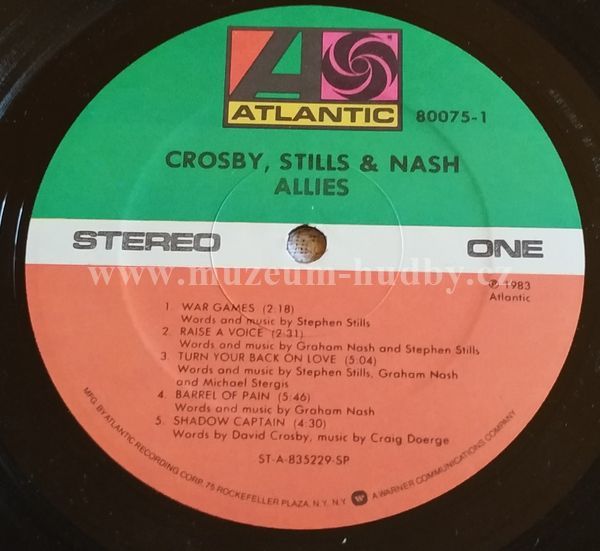 ATLANTIC
80075-1
CROSBY, STILLS & NASH
ALLIES
STEREO
ONE
www.muzeum-hudby.cz
℗ 1983
Atlantic
1. WAR GAMES (2:18)
Words and music by Stephen Stills
2. RAISE A VOICE (2:31)
Words and music by Graham Nash and Stephen Stills
3. TURN YOUR BACK ON LOVE (5:04)
Words and music by Stephen Stills, Graham Nash
and Michael Stergis
4. BARREL OF PAIN (5:46)
Words and music by Graham Nash
5. SHADOW CAPTAIN (4:30)
Words by David Crosby, music by Craig Doerge
ST-A-835229-SP
MFG. BY ATLANTIC RECORDING CORP. 75 ROCKEFELLER PLAZA, N.Y. N.Y. W A WARNER COMMUNICATIONS COMPANY